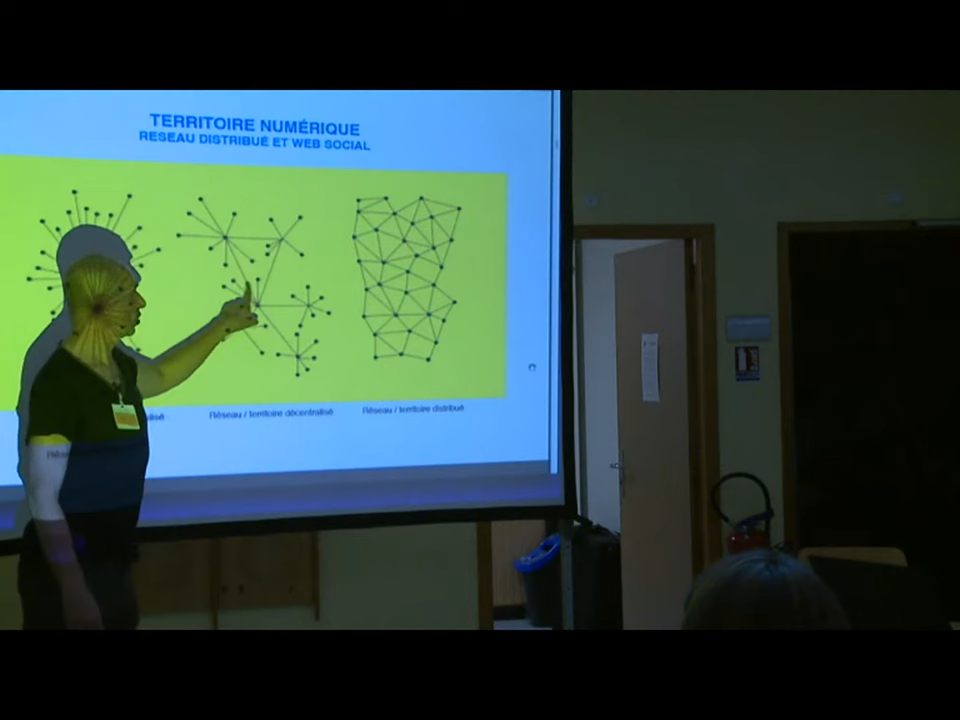 TERRITOIRE NUMÉRIQUE
RESEAU DISTRIBUÉ ET WEB SOCIAL
Réseau / territoire décentralisé
Réseau / territoire distribué